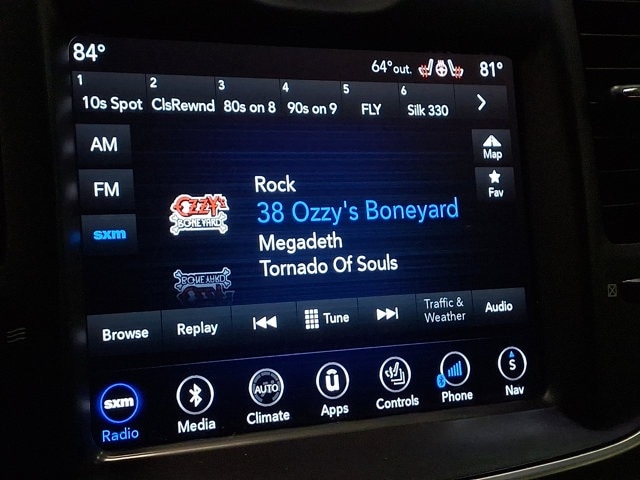 84°
64°out.
81°
1 10s Spot
2 ClsRewnd
3 80s on 8
4 90s on 9
5 FLY
6 Silk 330
AM
Map
FM
Fav
sxm
OZZY's
BONEYARD
Rock
38 Ozzy's Boneyard
Megadeth
Tornado Of Souls
Browse
Replay
Tune
Traffic &
Weather
Audio
sxm
AUTO
S
Radio
Media
Climate
Apps
Controls
Phone
Nav